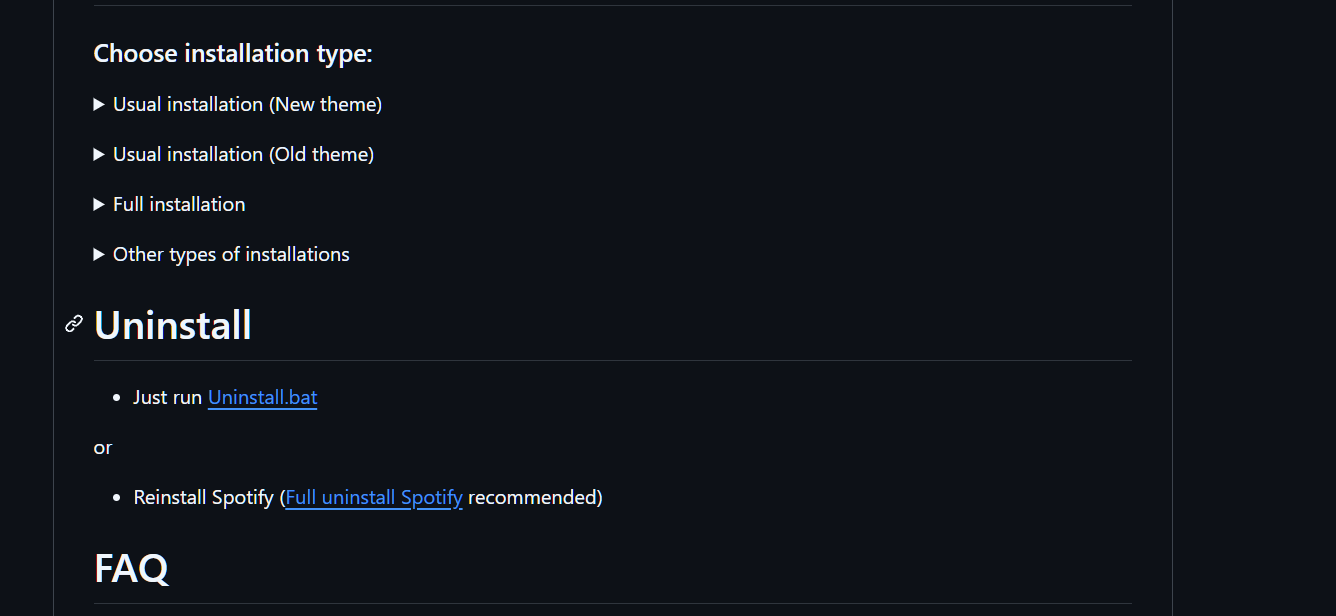 Choose installation type:
Usual installation (New theme)
Usual installation (Old theme)
Full installation
Other types of installations
Uninstall
Just run Uninstall.bat
or
Reinstall Spotify (Full uninstall Spotify recommended)
FAQ